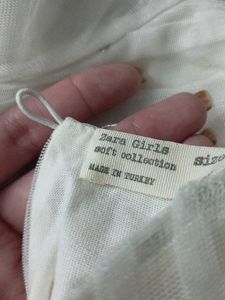 Zara Girls
soft collection
size
MADE IN TURKEY